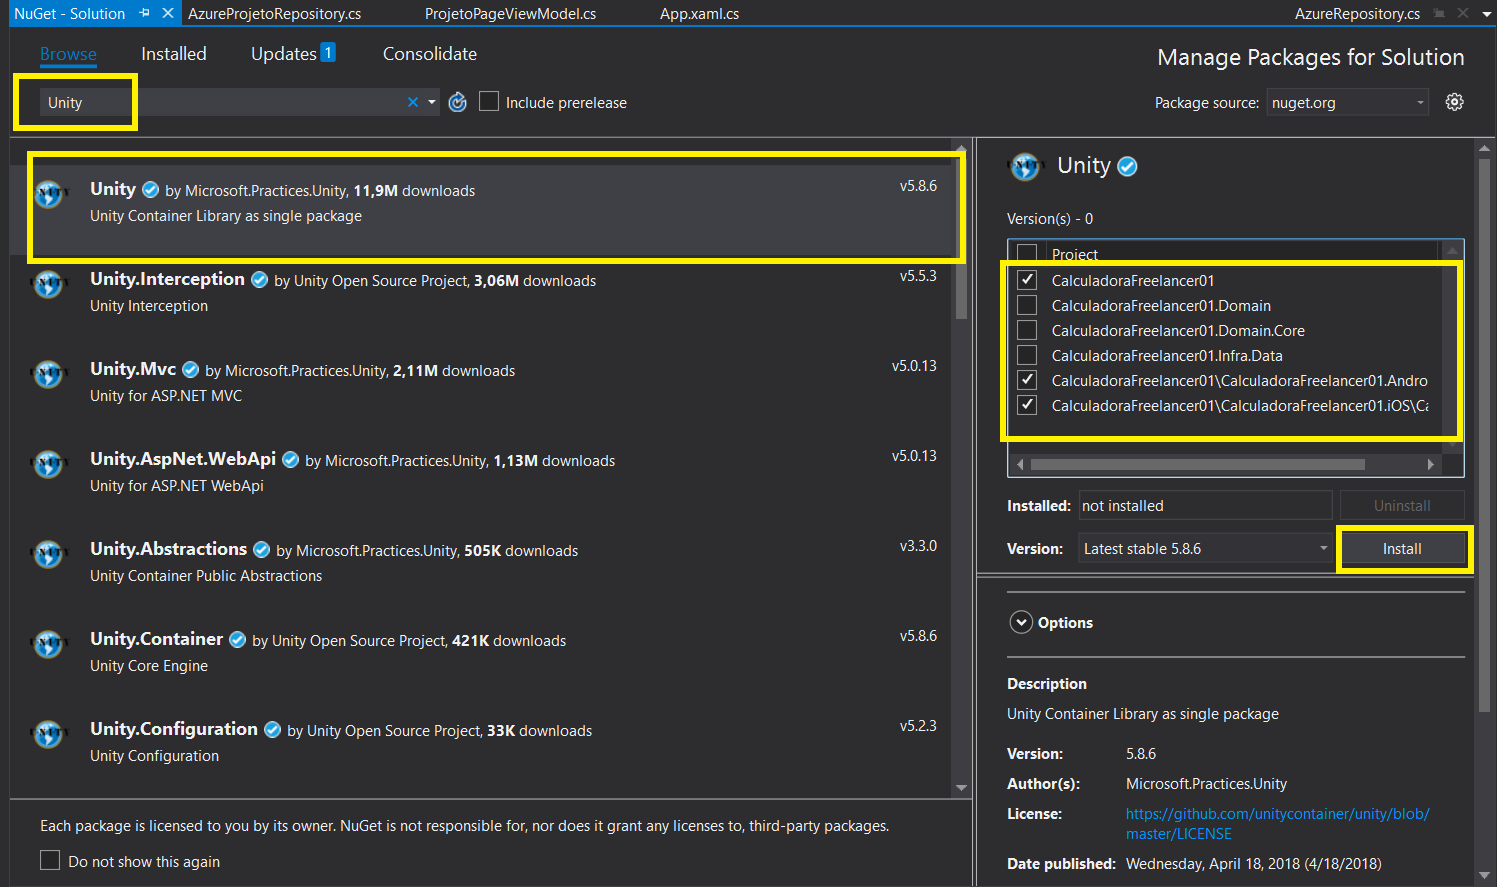 NuGet - Solution
AzureProjetoRepository.cs
ProjetoPageViewModel.cs
App.xaml.cs
AzureRepository.cs
Browse
Installed
Updates 1
Consolidate
Manage Packages for Solution
Unity
Include prerelease
Package source: nuget.org
Unity by Microsoft.Practices.Unity, 11,9M downloads
v5.8.6
Unity Container Library as single package
Unity.Interception by Unity Open Source Project, 3,06M downloads
v5.5.3
Unity Interception
Unity.Mvc by Microsoft.Practices.Unity, 2,11M downloads
v5.0.13
Unity for ASP.NET MVC
Unity.AspNet.WebApi by Microsoft.Practices.Unity, 1,13M downloads
v5.0.13
Unity for ASP.NET WebApi
Unity.Abstractions by Microsoft.Practices.Unity, 505K downloads
v3.3.0
Unity Container Public Abstractions
Unity.Container by Unity Open Source Project, 421K downloads
v5.8.6
Unity Core Engine
Unity.Configuration by Unity Open Source Project, 33K downloads
v5.2.3
Unity Configuration
Each package is licensed to you by its owner. NuGet is not responsible for, nor does it grant any licenses to, third-party packages.
Do not show this again
Unity
Version(s) - 0
Project
CalculadoraFreelancer01
CalculadoraFreelancer01.Domain
CalculadoraFreelancer01.Domain.Core
CalculadoraFreelancer01.Infra.Data
CalculadoraFreelancer01\CalculadoraFreelancer01.Andro
CalculadoraFreelancer01\CalculadoraFreelancer01.iOS\Ca
Installed: not installed
Uninstall
Version: Latest stable 5.8.6
Install
Options
Description
Unity Container Library as single package
Version: 5.8.6
Author(s): Microsoft.Practices.Unity
License: https://github.com/unitycontainer/unity/blob/
master/LICENSE
Date published: Wednesday, April 18, 2018 (4/18/2018)